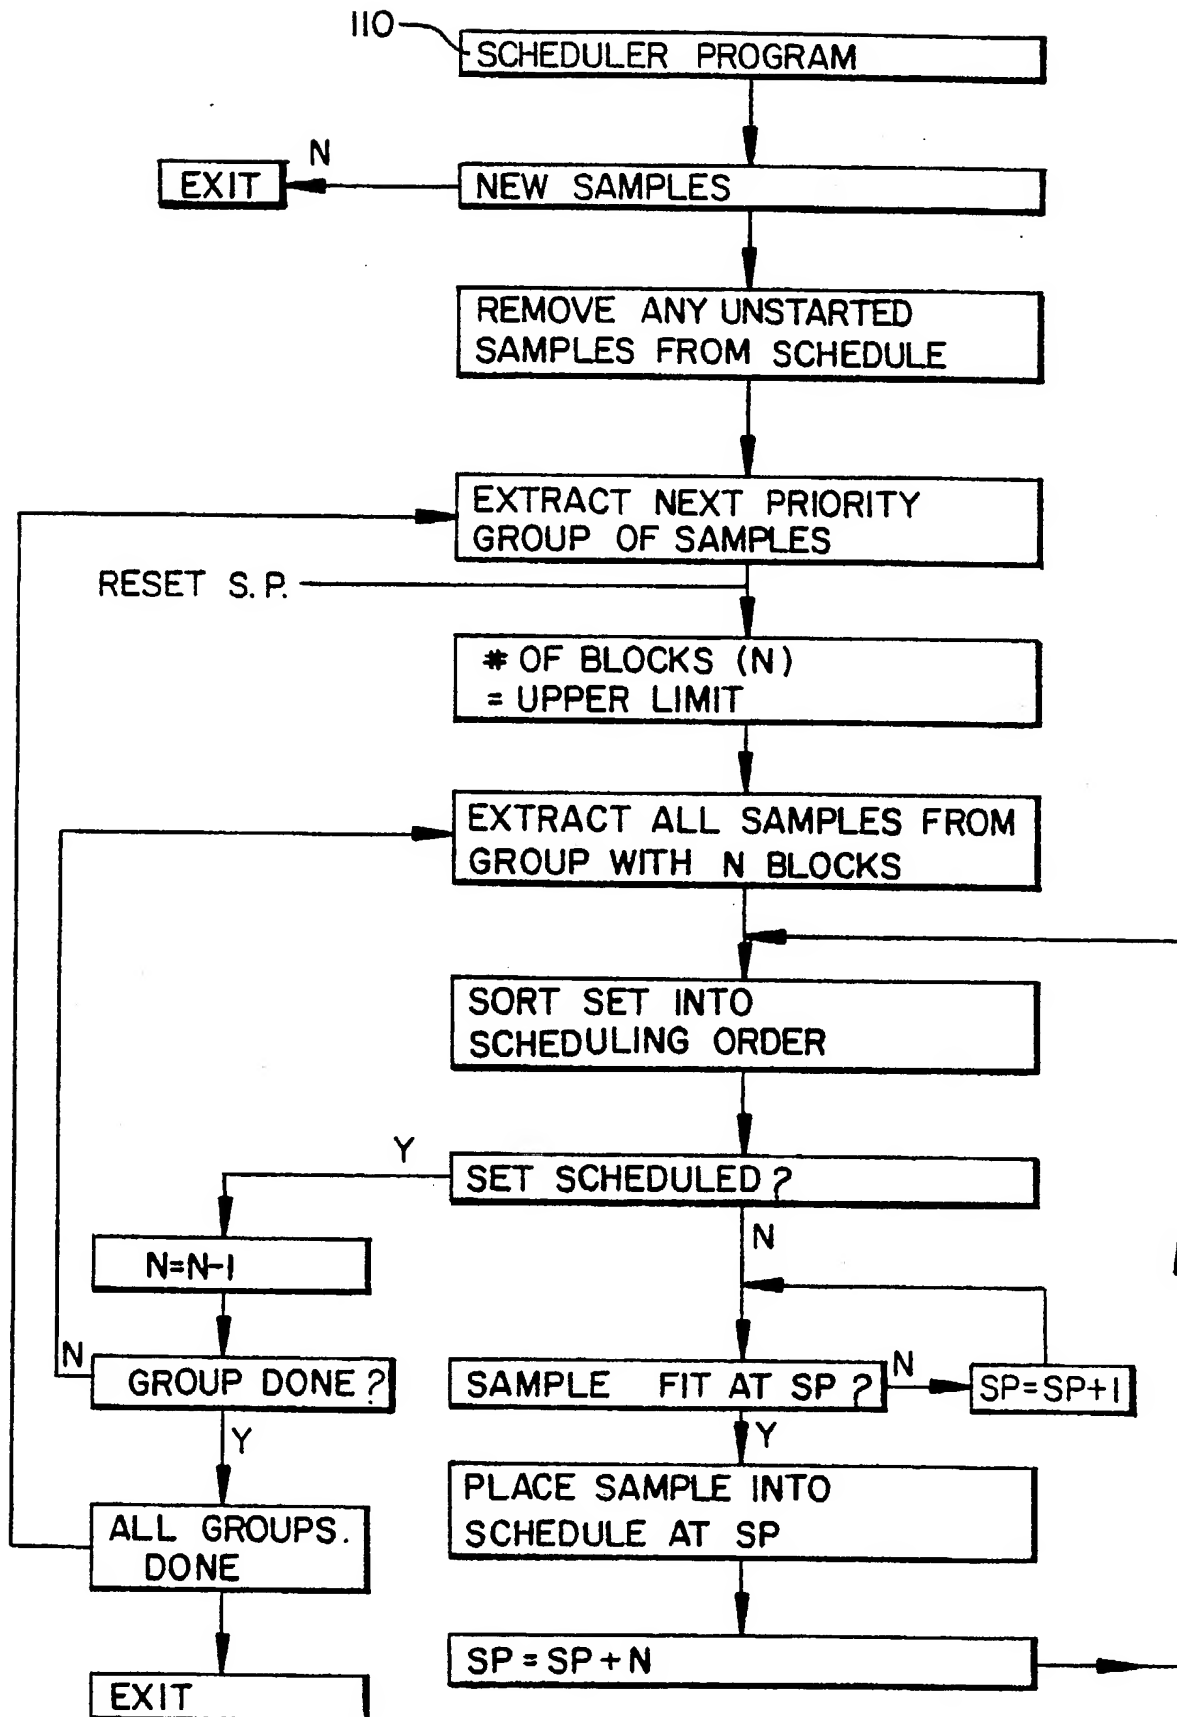 110
SCHEDULER PROGRAM
N
EXIT
NEW SAMPLES
REMOVE ANY UNSTARTED
SAMPLES FROM SCHEDULE
EXTRACT NEXT PRIORITY
GROUP OF SAMPLES
RESET S.P.
# OF BLOCKS (N)
= UPPER LIMIT
EXTRACT ALL SAMPLES FROM
GROUP WITH N BLOCKS
SORT SET INTO
SCHEDULING ORDER
Y
SET SCHEDULED?
N
N=N-1
N
GROUP DONE?
SAMPLE FIT AT SP?
N
SP=SP+1
Y
Y
PLACE SAMPLE INTO
SCHEDULE AT SP
ALL GROUPS.
DONE
SP=SP+N
EXIT